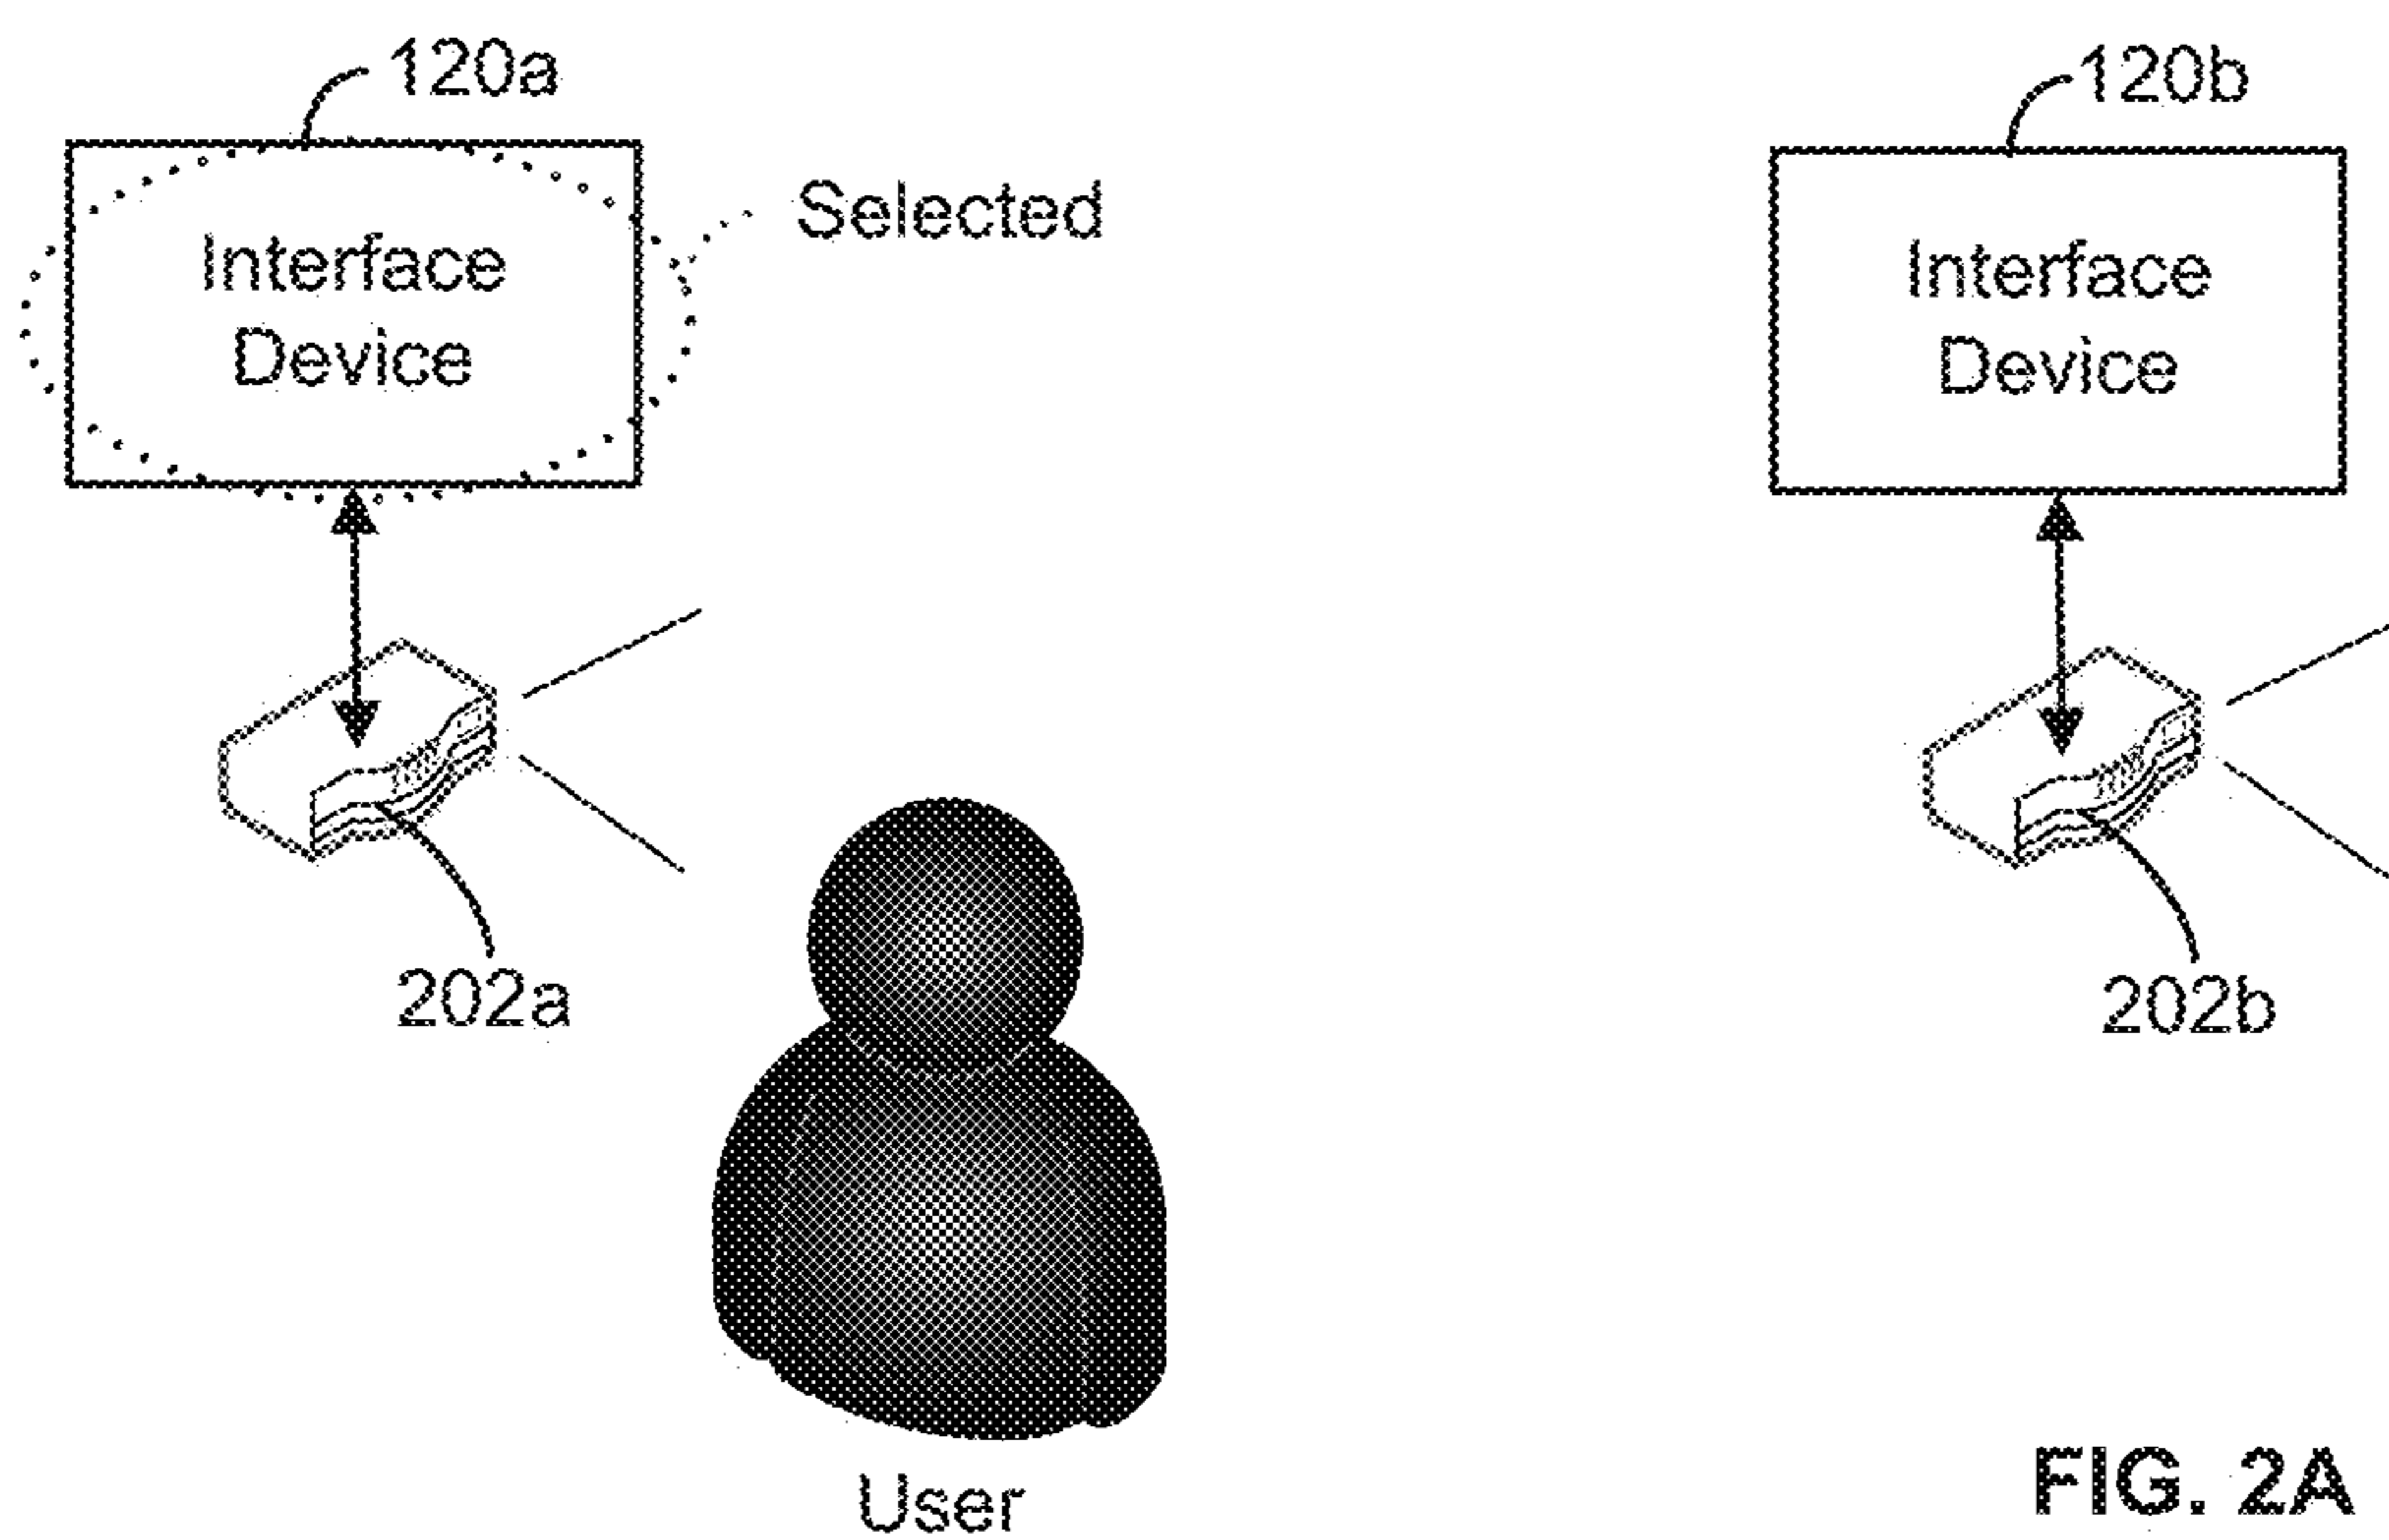 120a
120b
Selected
Interface
Device
Interface
Device
202a
202b
User
FIG. 2A